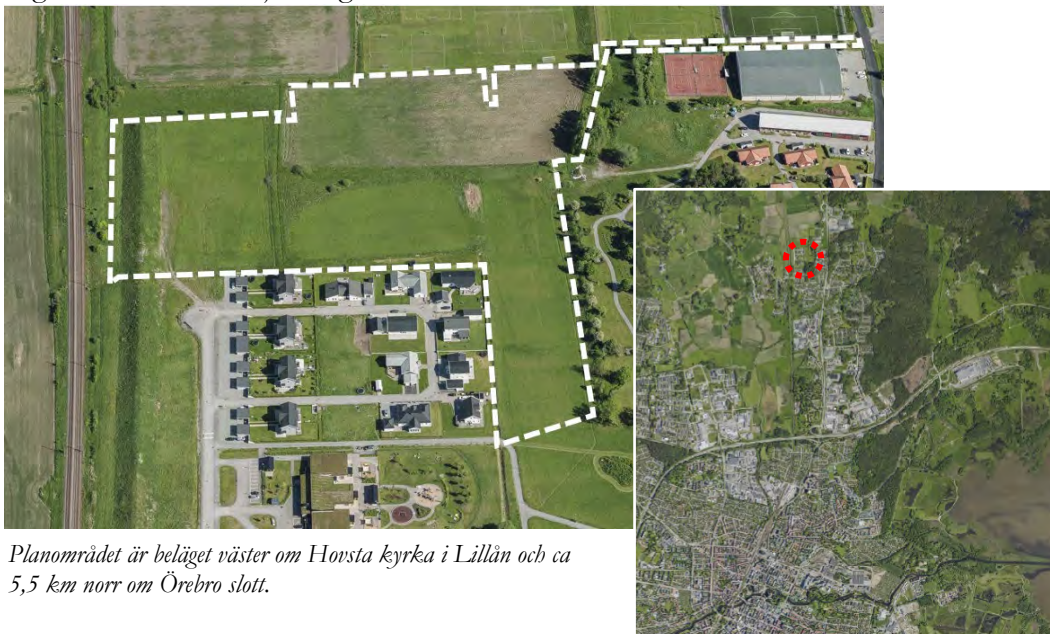 Planområdet är beläget väster om Hovsta kyrka i Lillån och ca
5,5 km norr om Örebro slott.